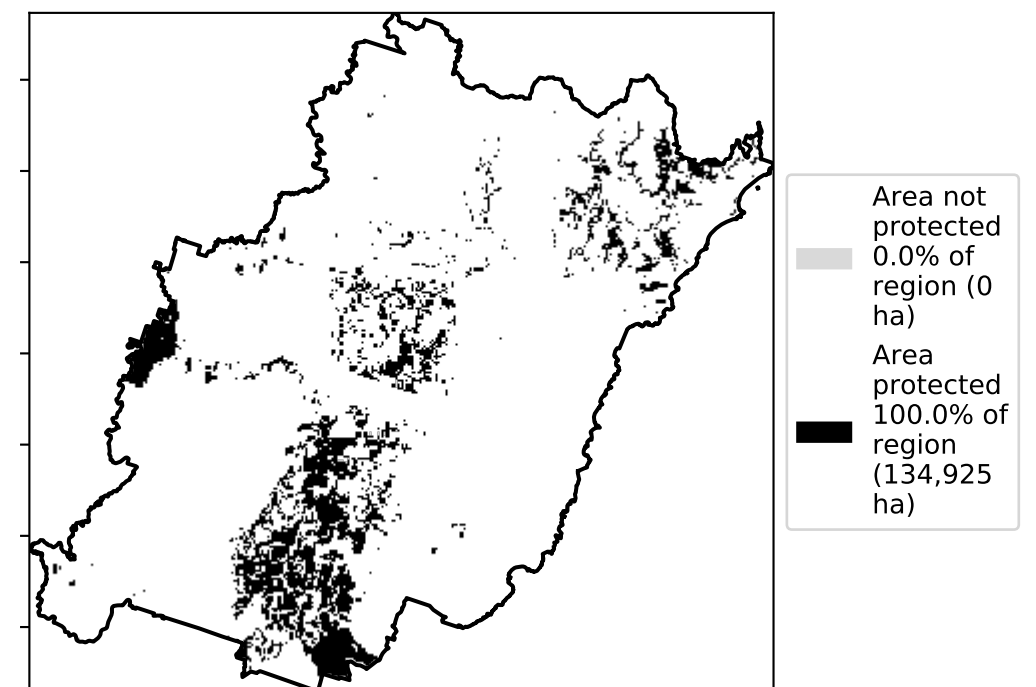 Area not
protected
0.0% of
region (0
ha)
Area
protected
100.0% of
region
(134,925
ha)